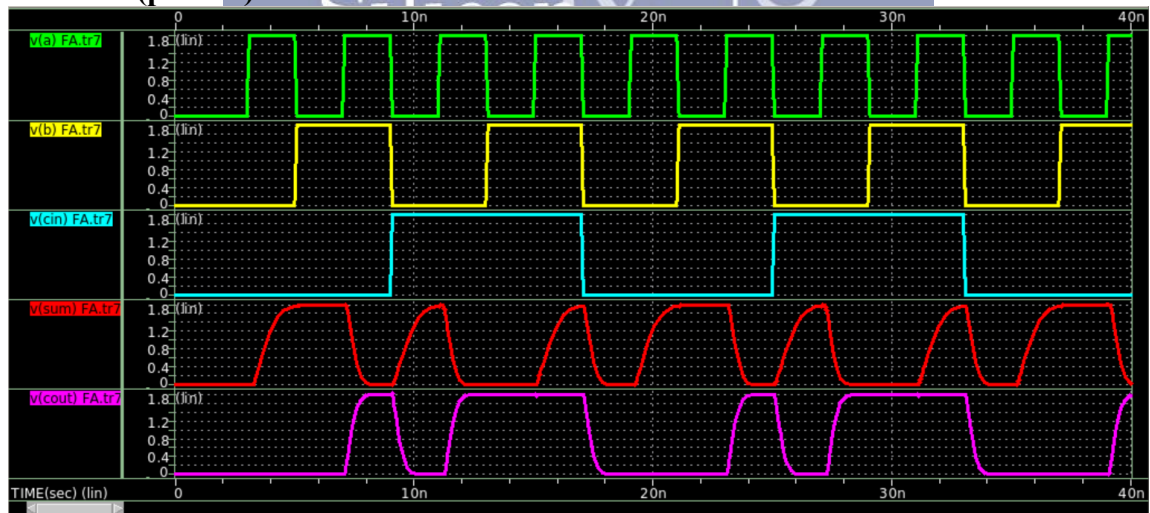 0 10n 20n 30n 40n
v(a) FA.tr7 1.8 (lin)
1.2
0.8
0.4
0
v(b) FA.tr7 1.8 (lin)
1.2
0.8
0.4
0
v(cin) FA.tr7 1.8 (lin)
1.2
0.8
0.4
0
v(sum) FA.tr7 1.8 (lin)
1.2
0.8
0.4
0
v(cout) FA.tr7 1.8 (lin)
1.2
0.8
0.4
0
TIME(sec) (lin) 0 10n 20n 30n 40n